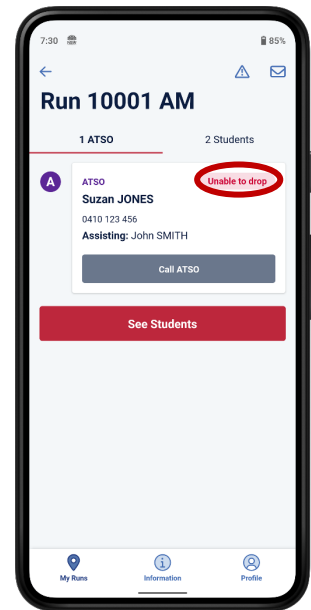 7:30 85%
Run 10001 AM
1 ATSO 2 Students
A ATSO Unable to drop
Suzan JONES
0410 123 456
Assisting: John SMITH
Call ATSO
See Students
My Runs Information Profile